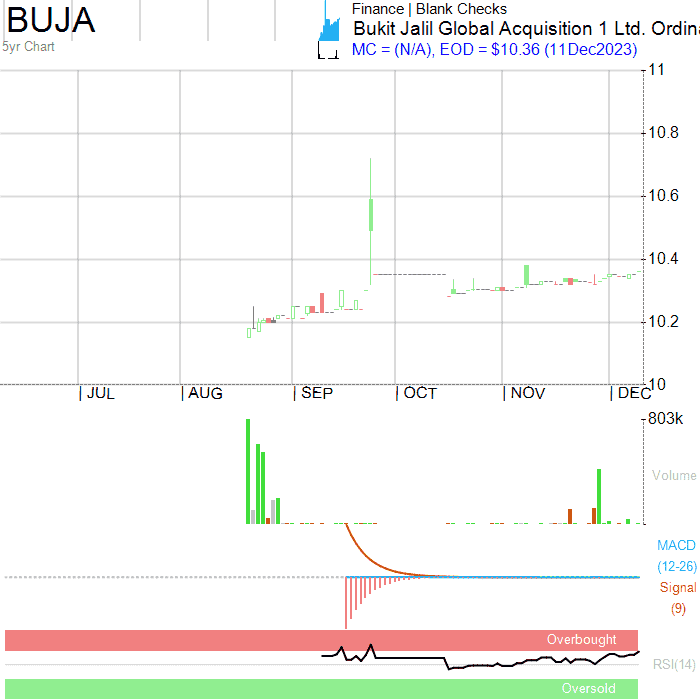 BUJA
5yr Chart
Finance | Blank Checks
Bukit Jalil Global Acquisition 1 Ltd. Ordina
MC = (N/A), EOD = $10.36 (11Dec2023)
11
10.8
10.6
10.4
10.2
10
| JUL | AUG | SEP | OCT | NOV | DEC
803k
Volume
MACD
(12-26)
Signal
(9)
Overbought
RSI(14)
Oversold